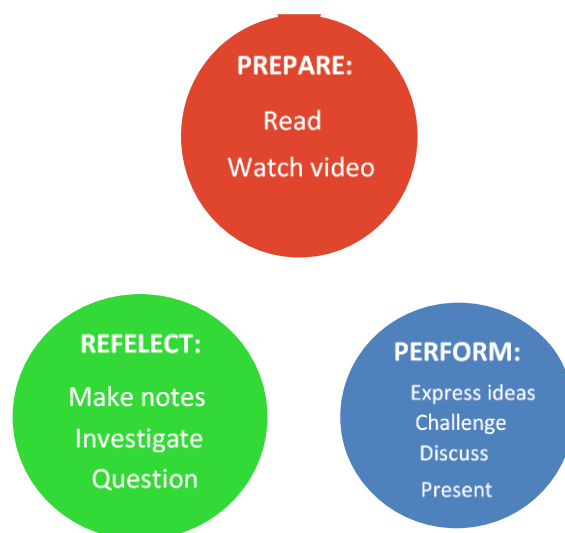 PREPARE:
Read
Watch video
REFELECT:
Make notes
Investigate
Question
PERFORM:
Express ideas
Challenge
Discuss
Present